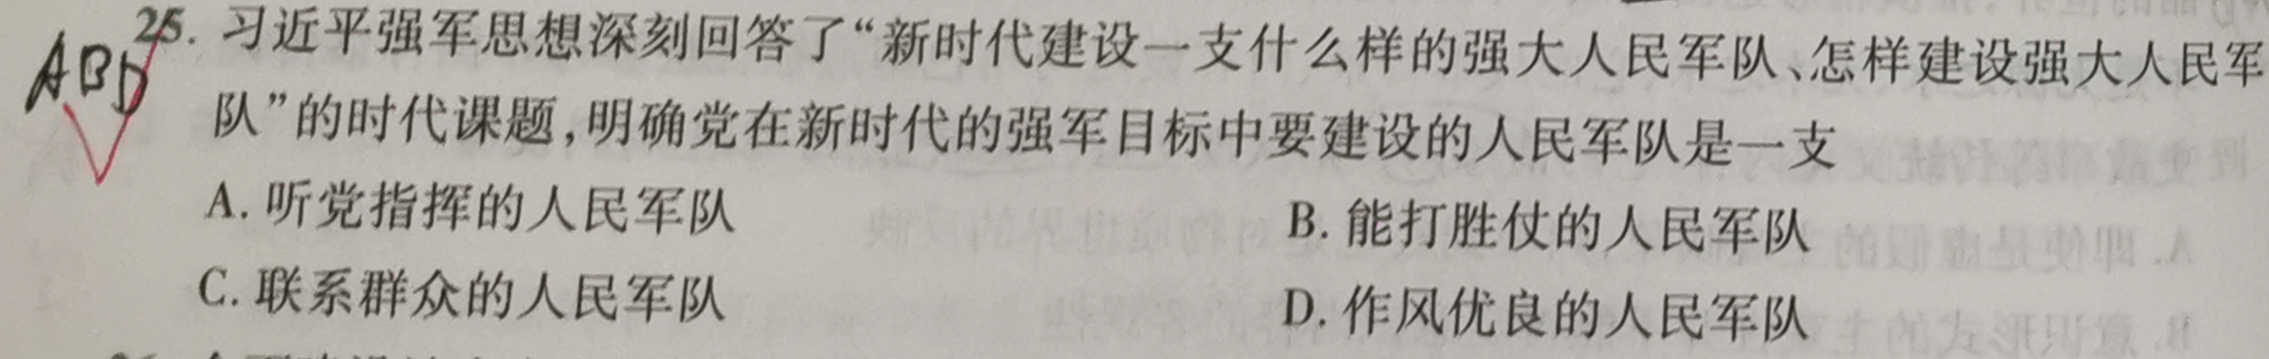 ABD
25. 习近平强军思想深刻回答了“新时代建设一支什么样的强大人民军队、怎样建设强大人民军
队”的时代课题,明确党在新时代的强军目标中要建设的人民军队是一支
A. 听党指挥的人民军队 B. 能打胜仗的人民军队
C. 联系群众的人民军队 D. 作风优良的人民军队